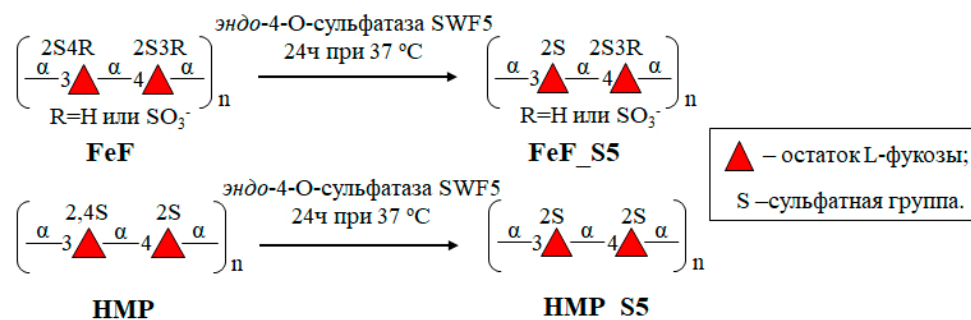 эндо-4-О-сульфатаза SWF5
24ч при 37 °C
2S4R 2S3R
α 3 α 4 α
n
R=H или SO₃⁻
FeF
2S 2S3R
α 3 α 4 α
n
R=H или SO₃⁻
FeF_S5
эндо-4-О-сульфатаза SWF5
24ч при 37 °C
2,4S 2S
α 3 α 4 α
n
HMP
2S 2S
α 3 α 4 α
n
HMP S5
– остаток L-фукозы;
S –сульфатная группа.